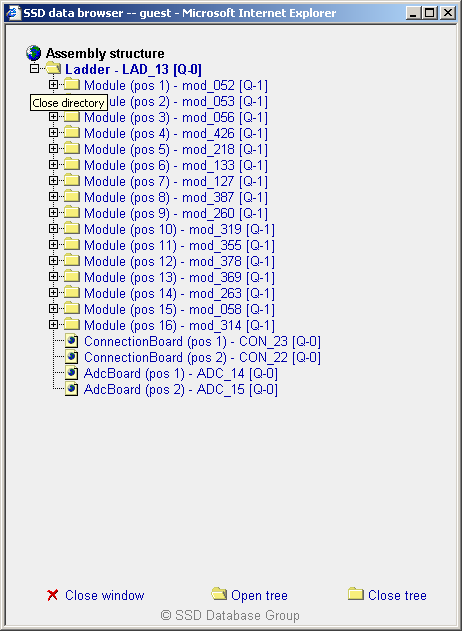 SSD data browser -- guest - Microsoft Internet Explorer
Assembly structure
Ladder - LAD_13 [Q-0]
Module (pos 1) - mod_052 [Q-1]
Close directory
(pos 2) - mod_053 [Q-1]
Module (pos 3) - mod_056 [Q-1]
Module (pos 4) - mod_426 [Q-1]
Module (pos 5) - mod_218 [Q-1]
Module (pos 6) - mod_133 [Q-1]
Module (pos 7) - mod_127 [Q-1]
Module (pos 8) - mod_387 [Q-1]
Module (pos 9) - mod_260 [Q-1]
Module (pos 10) - mod_319 [Q-1]
Module (pos 11) - mod_355 [Q-1]
Module (pos 12) - mod_378 [Q-1]
Module (pos 13) - mod_369 [Q-1]
Module (pos 14) - mod_263 [Q-1]
Module (pos 15) - mod_058 [Q-1]
Module (pos 16) - mod_314 [Q-1]
ConnectionBoard (pos 1) - CON_23 [Q-0]
ConnectionBoard (pos 2) - CON_22 [Q-0]
AdcBoard (pos 1) - ADC_14 [Q-0]
AdcBoard (pos 2) - ADC_15 [Q-0]
Close window Open tree Close tree
© SSD Database Group